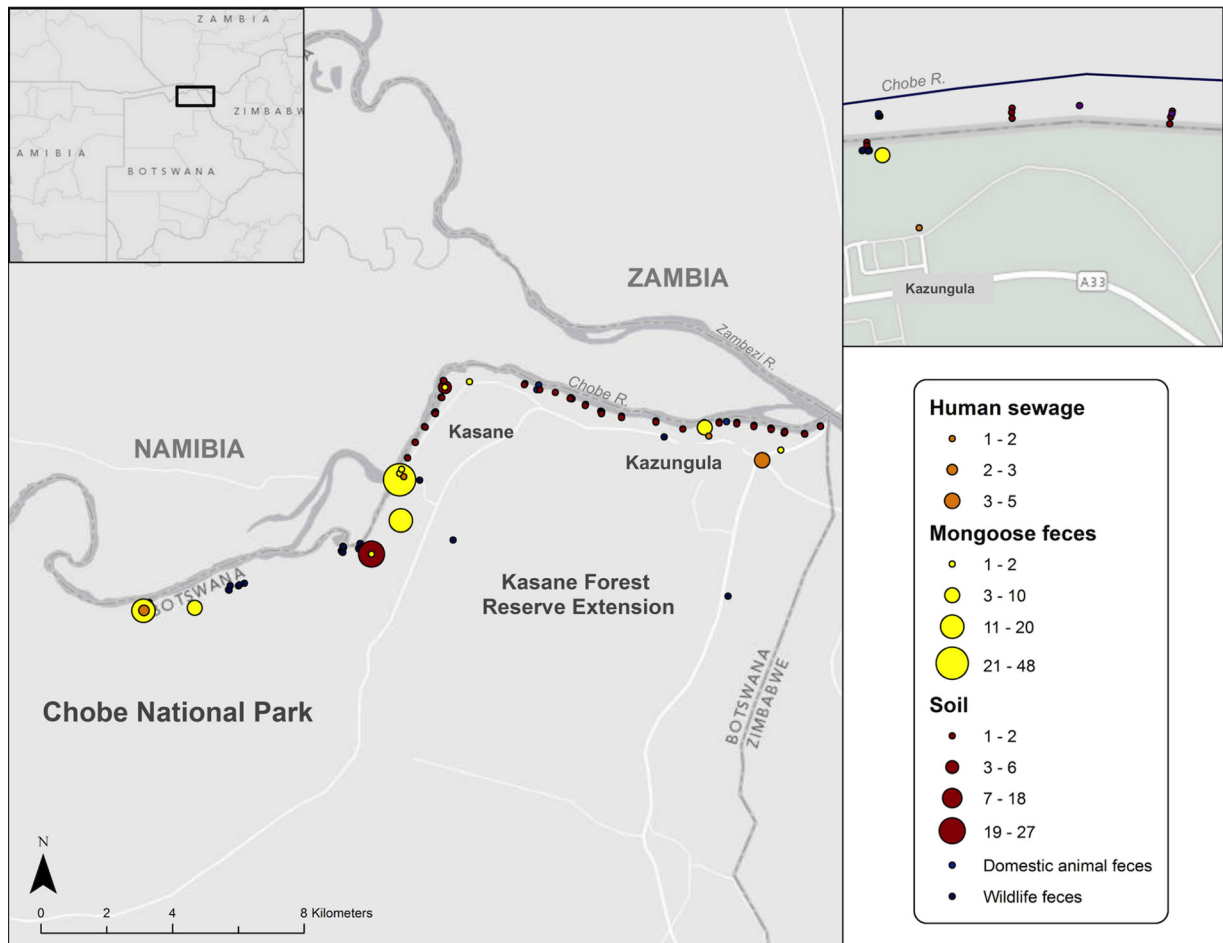 ZAMBIA
ZIMBABW
AMIBIA
BOTSWANA
A
Chobe R.
Kazungula
A33
ZAMBIA
Zambezi R.
Chobe R.
NAMIBIA
Kasane
Kazungula
BOTSWANA
Kasane Forest
Reserve Extension
Chobe National Park
BOTSWANA
ZIMBABWE
N
0 2 4 8 Kilometers
Human sewage
1 - 2
2 - 3
3 - 5
Mongoose feces
1 - 2
3 - 10
11 - 20
21 - 48
Soil
1 - 2
3 - 6
7 - 18
19 - 27
Domestic animal feces
Wildlife feces